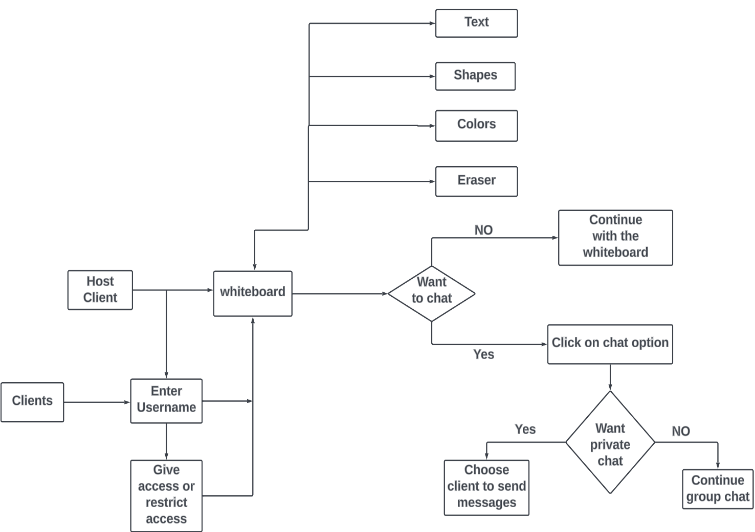 Text
Shapes
Colors
Eraser
NO
Continue
with the
whiteboard
Host
Client
whiteboard
Want
to chat
Yes
Click on chat option
Clients
Enter
Username
Give
access or
restrict
access
Yes
Want
private
chat
NO
Choose
client to send
messages
Continue
group chat